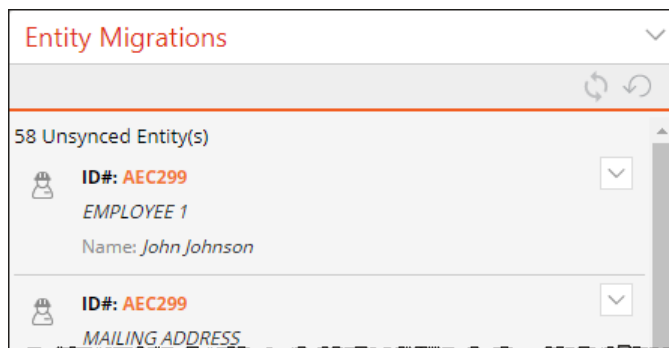 Entity Migrations
58 Unsynced Entity(s)
ID#: AEC299
EMPLOYEE 1
Name: John Johnson
ID#: AEC299
MAILING ADDRESS